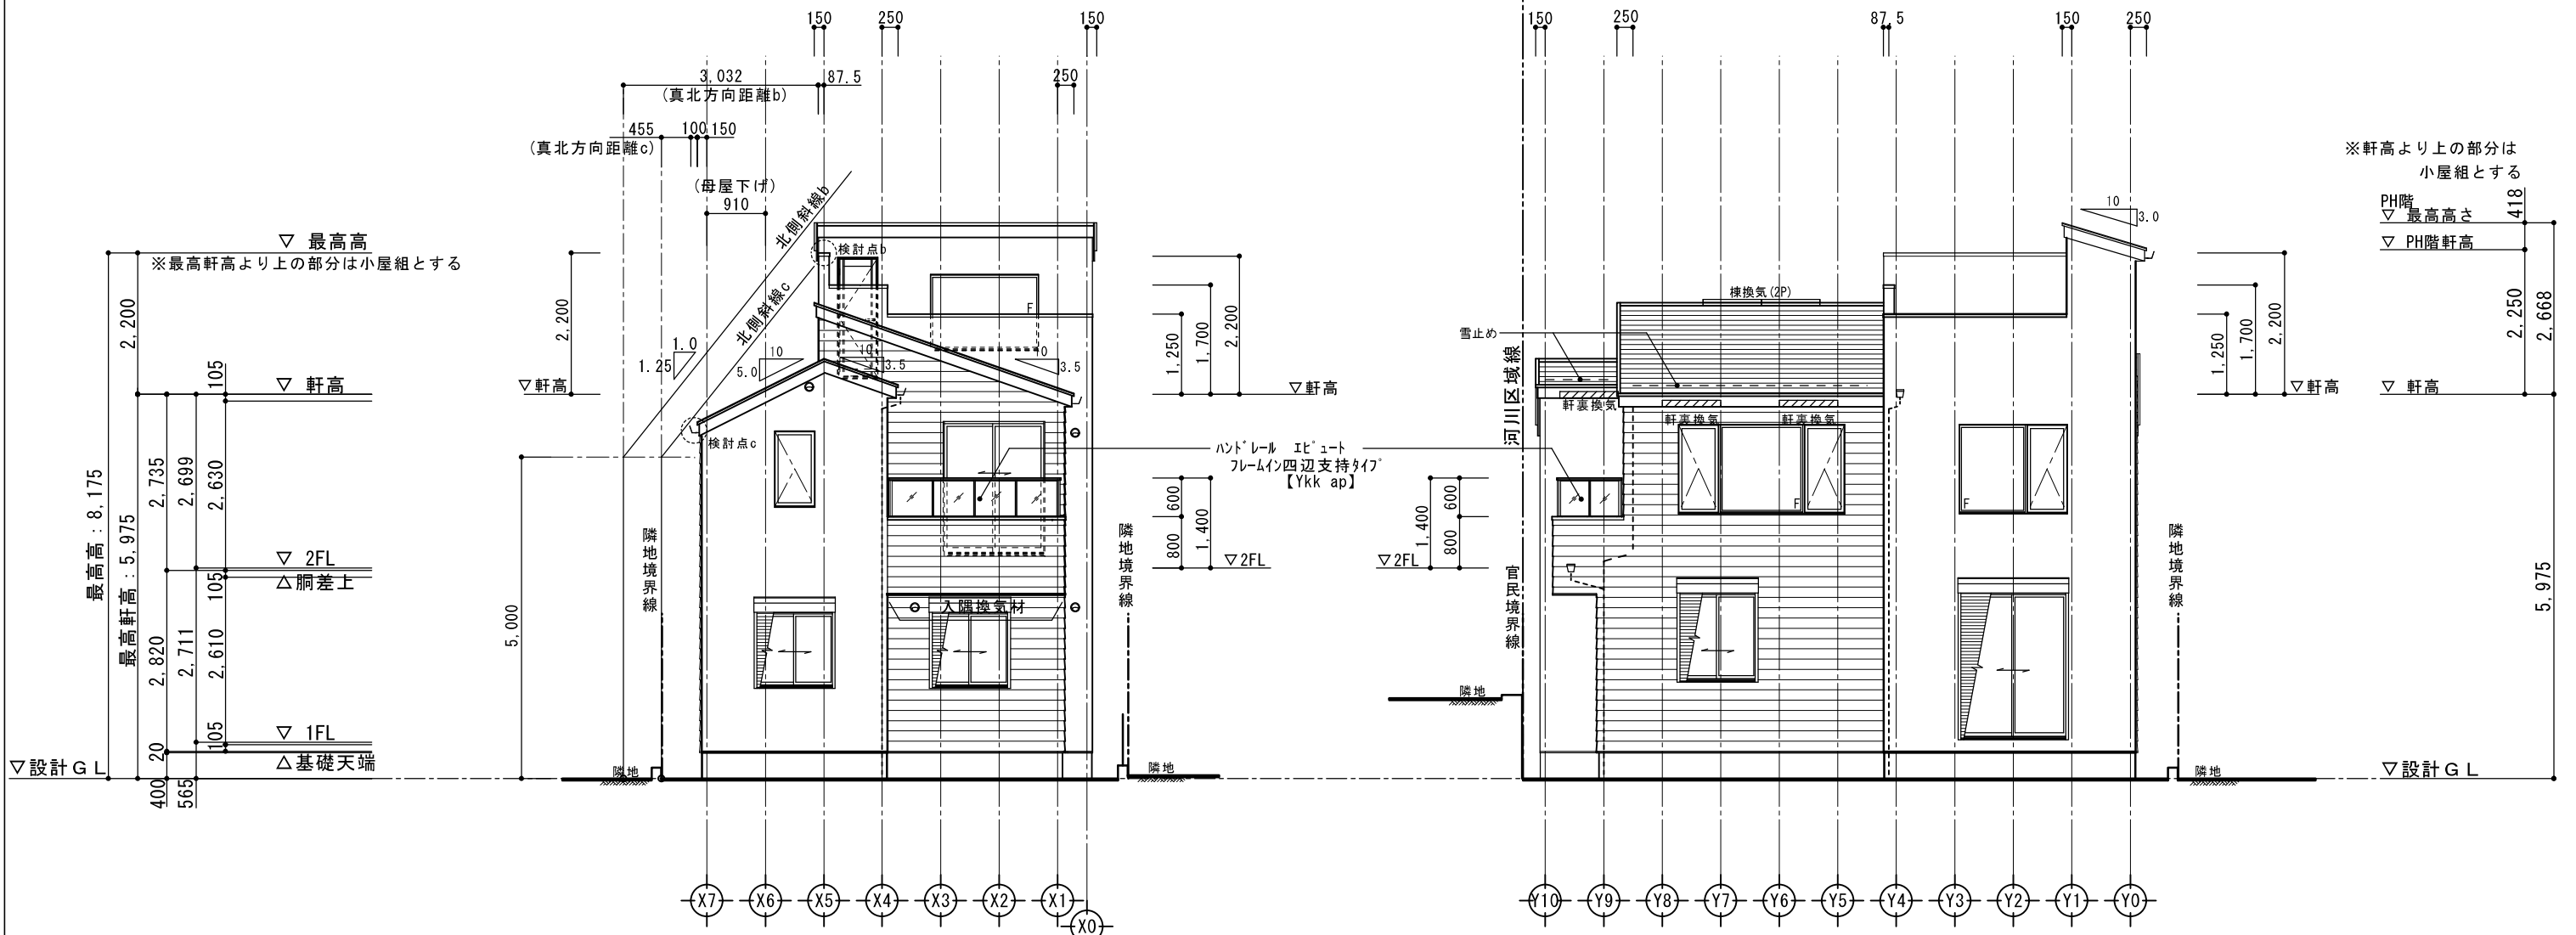 150
250
150
150
250
87.5
150
250
3,032
87.5
250
(真北方向距離b)
455
100
150
(真北方向距離c)
(母屋下げ)
910
北側斜線b
北側斜線c
※軒高より上の部分は
小屋組とする
PH階
▽ 最高高さ
418
10
3.0
▽ PH階軒高
▽ 最高高
※最高軒高より上の部分は小屋組とする
検討点b
2,200
2,200
F
1,250
1,700
2,200
棟換気(2P)
雪止め
河川区域線
1,250
1,700
2,200
2,250
2,668
1.0
1.25
10
5.0
10
3.5
10
3.5
105
▽ 軒高
▽軒高
▽軒高
▽軒高
▽ 軒高
軒裏換気
軒裏換気
軒裏換気
検討点c
最高高：8,175
最高軒高：5,975
2,735
2,699
2,630
ハンドレール エピュート
フレームイン四辺支持タイプ
【Ykk ap】
600
800
1,400
1,400
600
800
F
F
隣地境界線
隣地境界線
官民境界線
隣地境界線
▽ 2FL
△胴差上
▽2FL
▽2FL
105
2,820
2,711
2,610
5,000
入隅換気材
5,975
隣地
▽ 1FL
105
20
△基礎天端
▽設計ＧＬ
400
565
隣地
隣地
隣地
▽設計ＧＬ
X7
X6
X5
X4
X3
X2
X1
X0
Y10
Y9
Y8
Y7
Y6
Y5
Y4
Y3
Y2
Y1
Y0